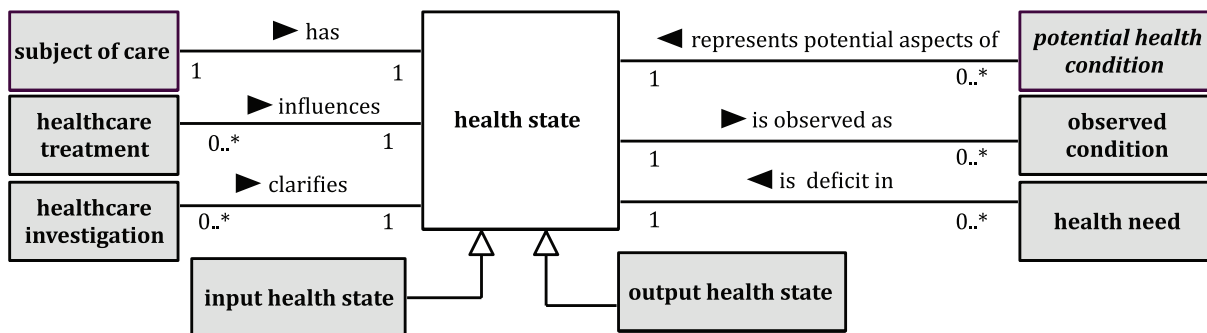 subject of care
has
1
1
healthcare
treatment
influences
0..*
1
healthcare
investigation
clarifies
0..*
1
health state
represents potential aspects of
1
0..*
potential health
condition
is observed as
1
0..*
observed
condition
is deficit in
1
0..*
health need
input health state
output health state